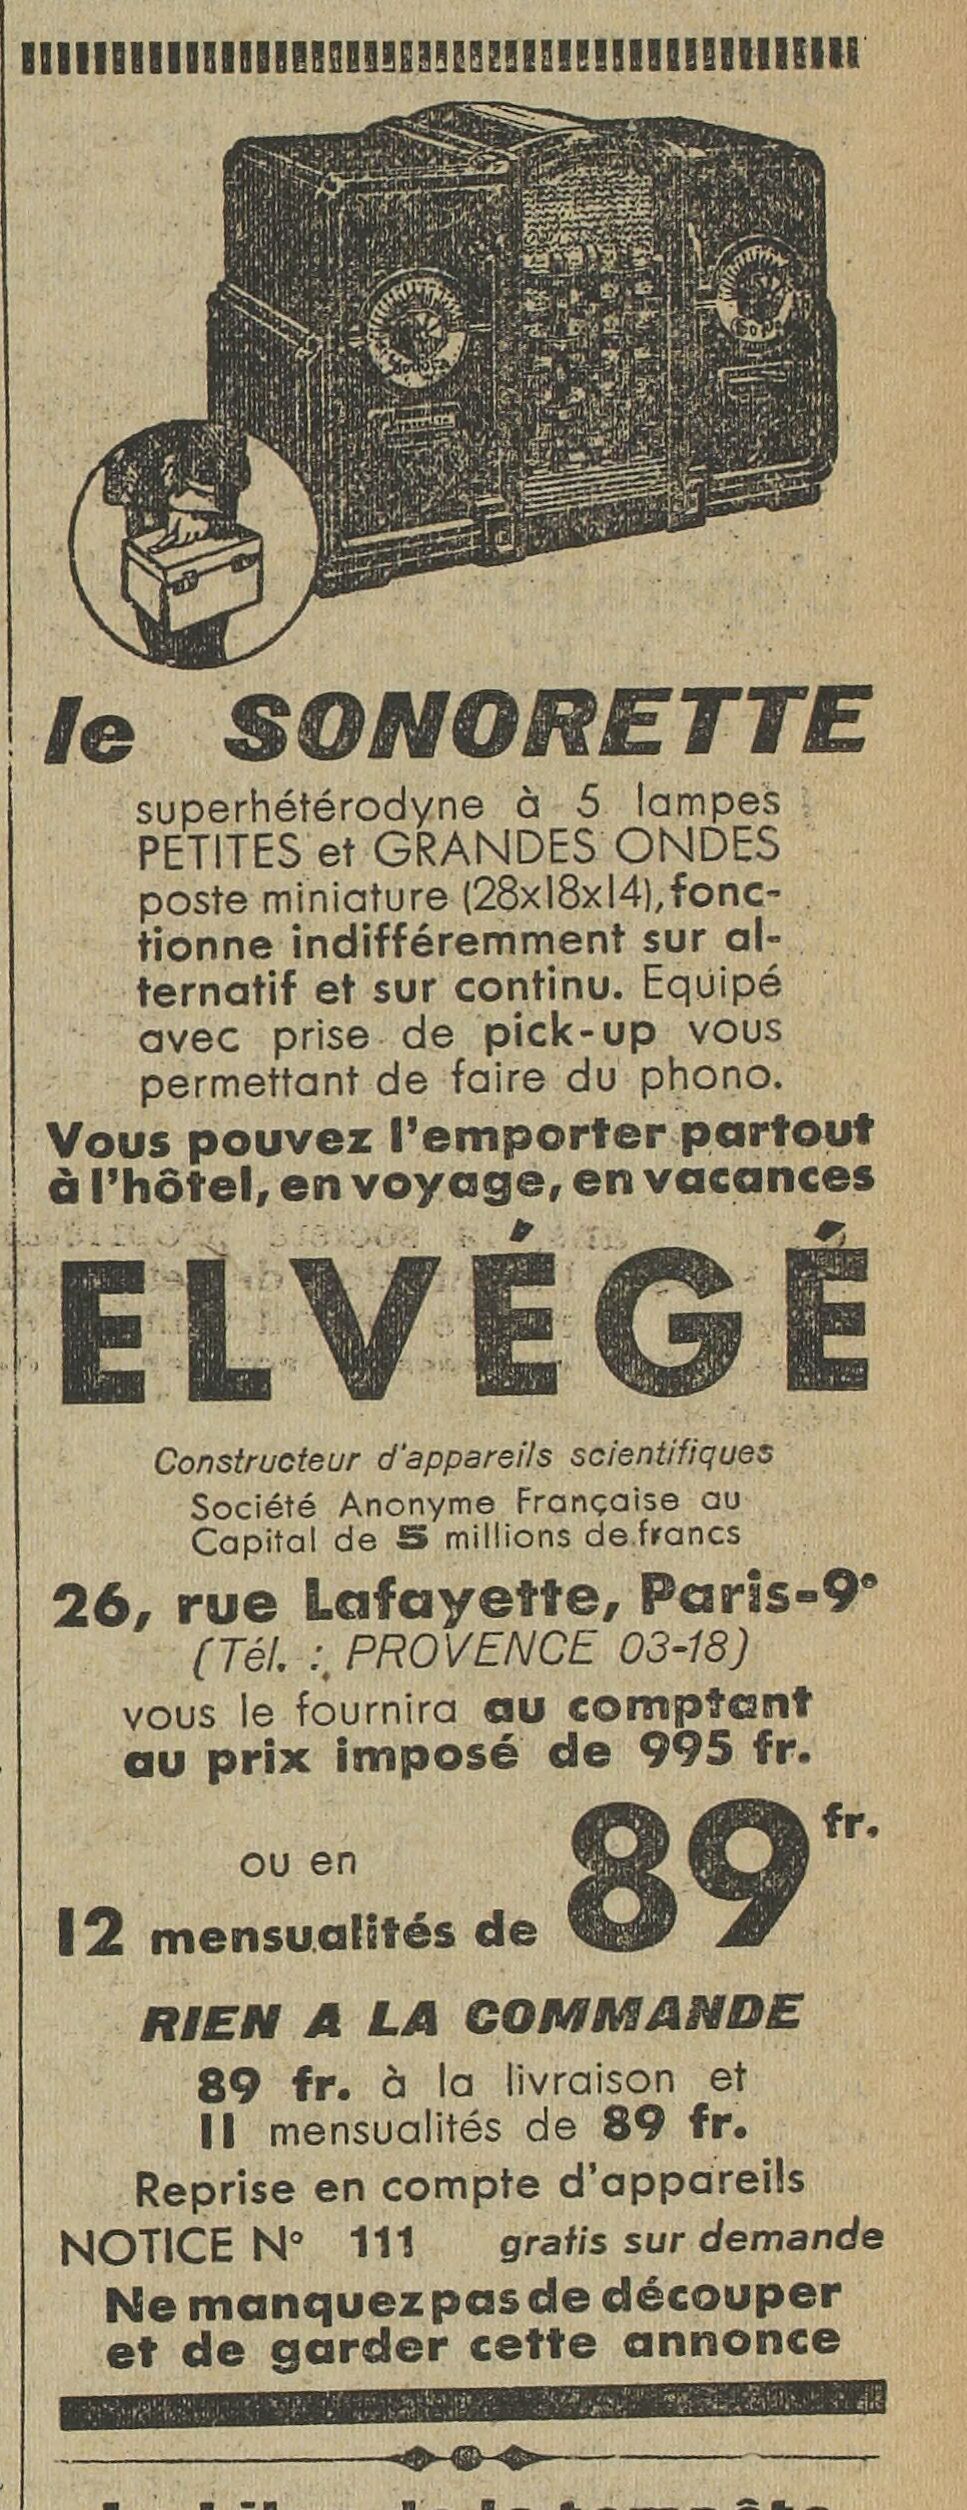 Sonora
le SONORETTE
superhétérodyne à 5 lampes
PETITES et GRANDES ONDES
poste miniature (28x18x14), fonc-
tionne indifféremment sur al-
ternatif et sur continu. Equipé
avec prise de pick-up vous
permettant de faire du phono.
Vous pouvez l'emporter partout
à l'hôtel, en voyage, en vacances
ELVÉGÉ
Constructeur d'appareils scientifiques
Société Anonyme Française au
Capital de 5 millions de francs
26, rue Lafayette, Paris-9e
(Tél. : PROVENCE 03-18)
vous le fournira au comptant
au prix imposé de 995 fr.
ou en
12 mensualités de 89 fr.
RIEN A LA COMMANDE
89 fr. à la livraison et
11 mensualités de 89 fr.
Reprise en compte d'appareils
NOTICE N° 111 gratis sur demande
Ne manquez pas de découper
et de garder cette annonce